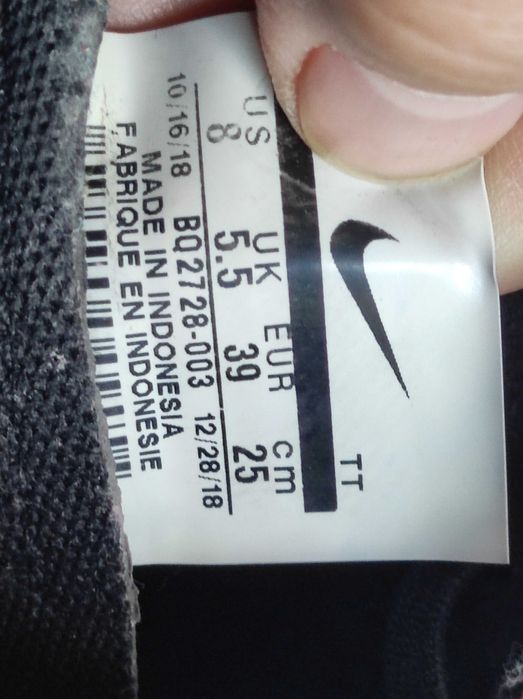 TT
US UK EUR cm
8 5.5 39 25
10/16/18 BQ2728-003 12/28/18
MADE IN INDONESIA
FABRIQUE EN INDONESIE